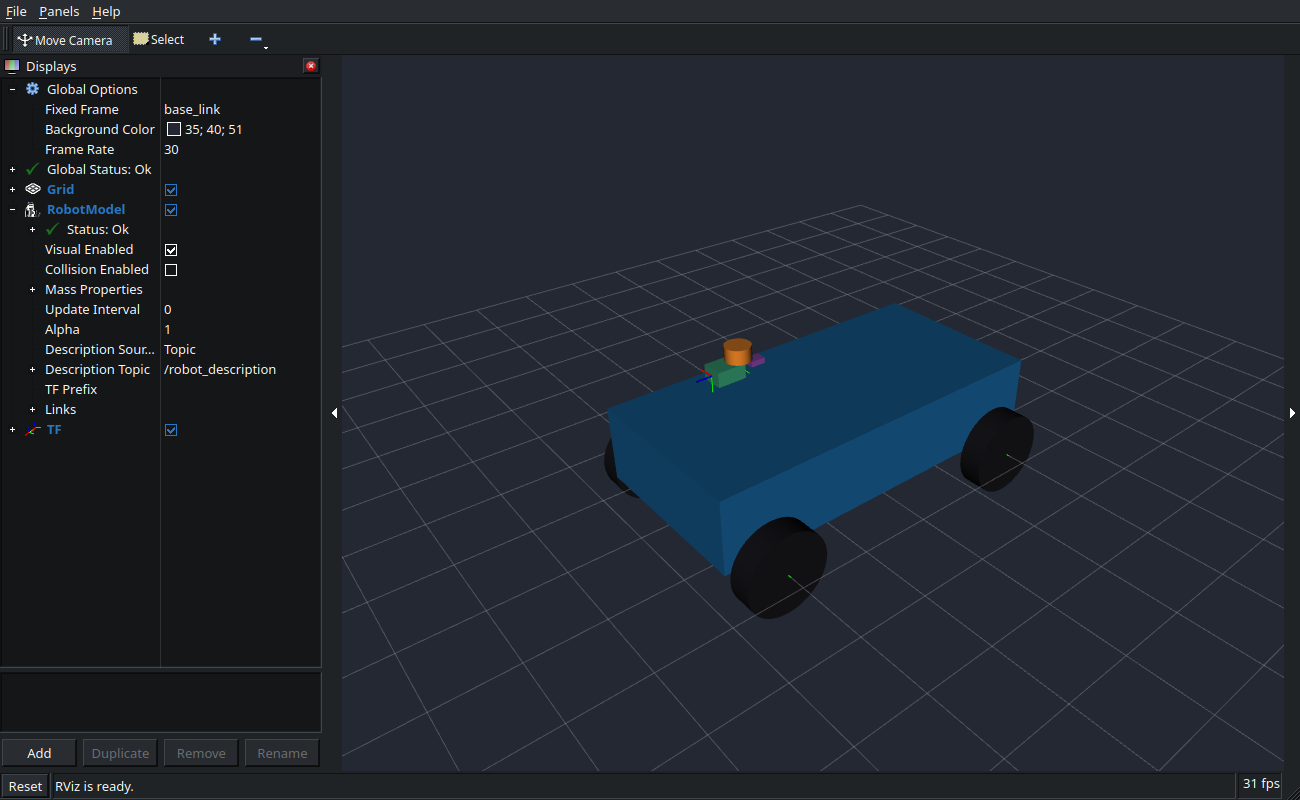 File Panels Help
Move Camera Select
Displays
Global Options
Fixed Frame base_link
Background Color 35; 40; 51
Frame Rate 30
Global Status: Ok
Grid
RobotModel
Status: Ok
Visual Enabled
Collision Enabled
Mass Properties
Update Interval 0
Alpha 1
Description Sour... Topic
Description Topic /robot_description
TF Prefix
Links
TF
Add Duplicate Remove Rename
Reset RViz is ready. 31 fps